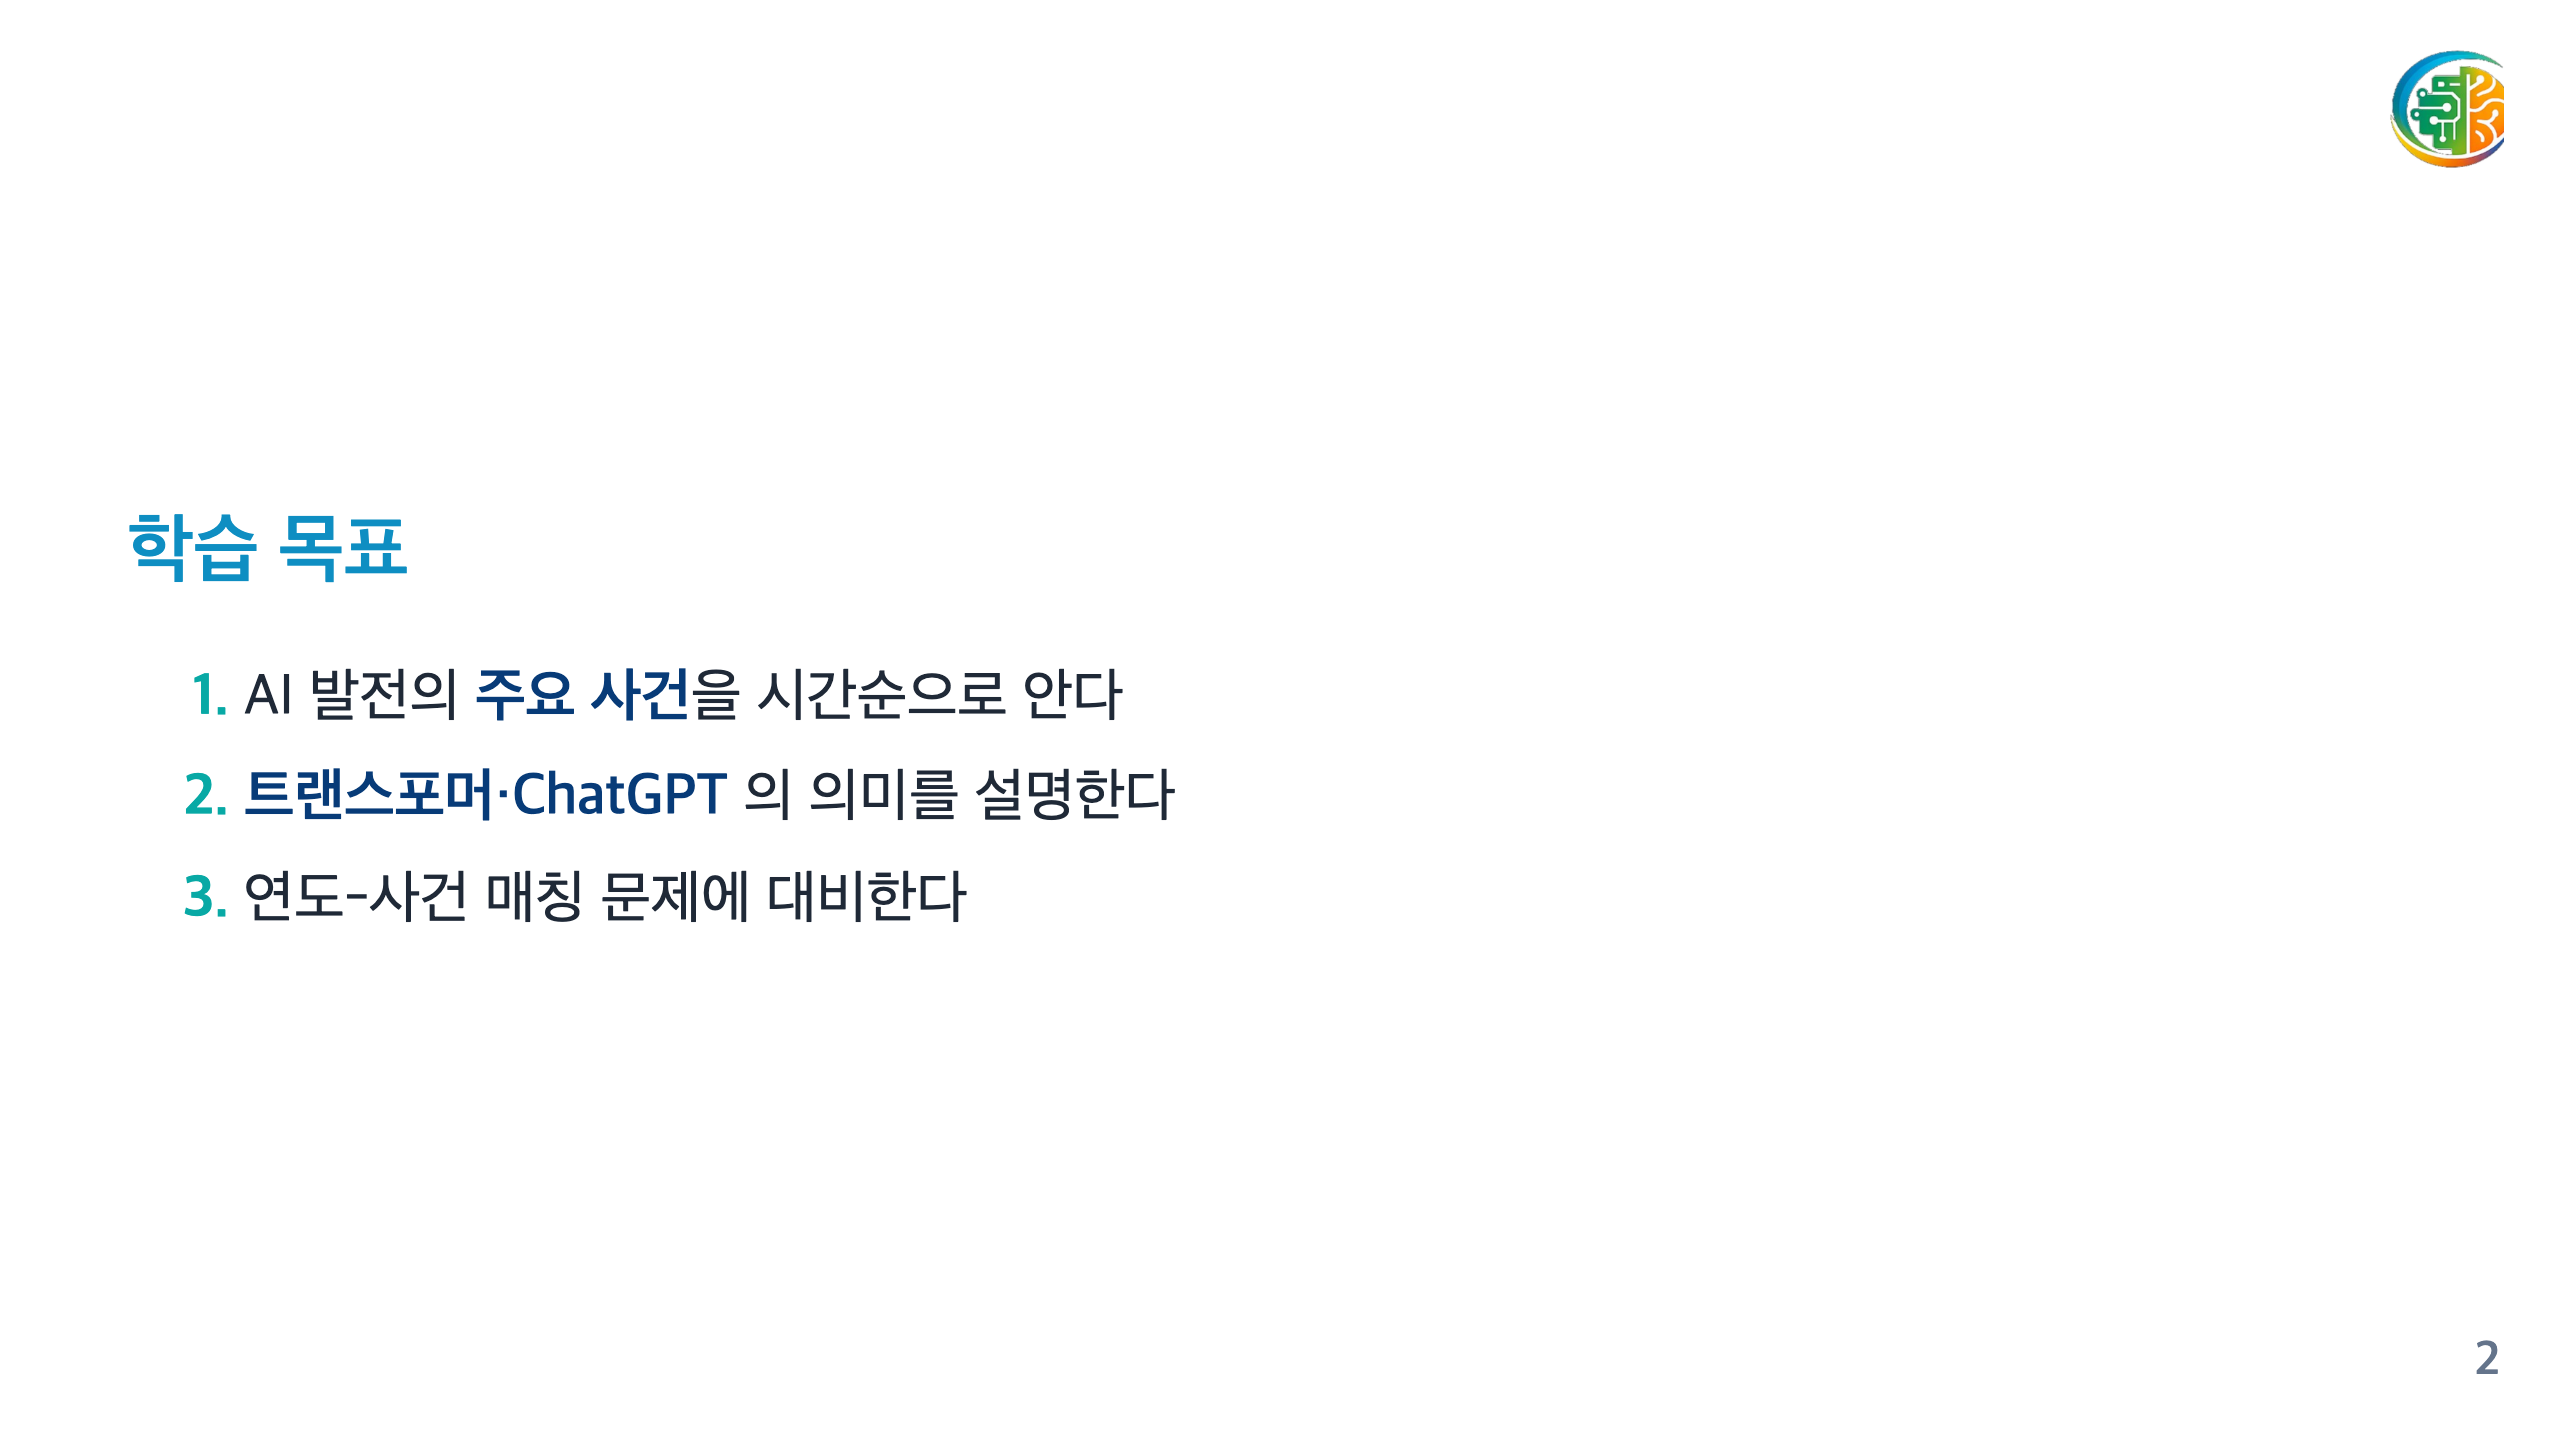 학습 목표
1. AI 발전의 주요 사건을 시간순으로 안다
2. 트랜스포머·ChatGPT 의 의미를 설명한다
3. 연도-사건 매칭 문제에 대비한다
2